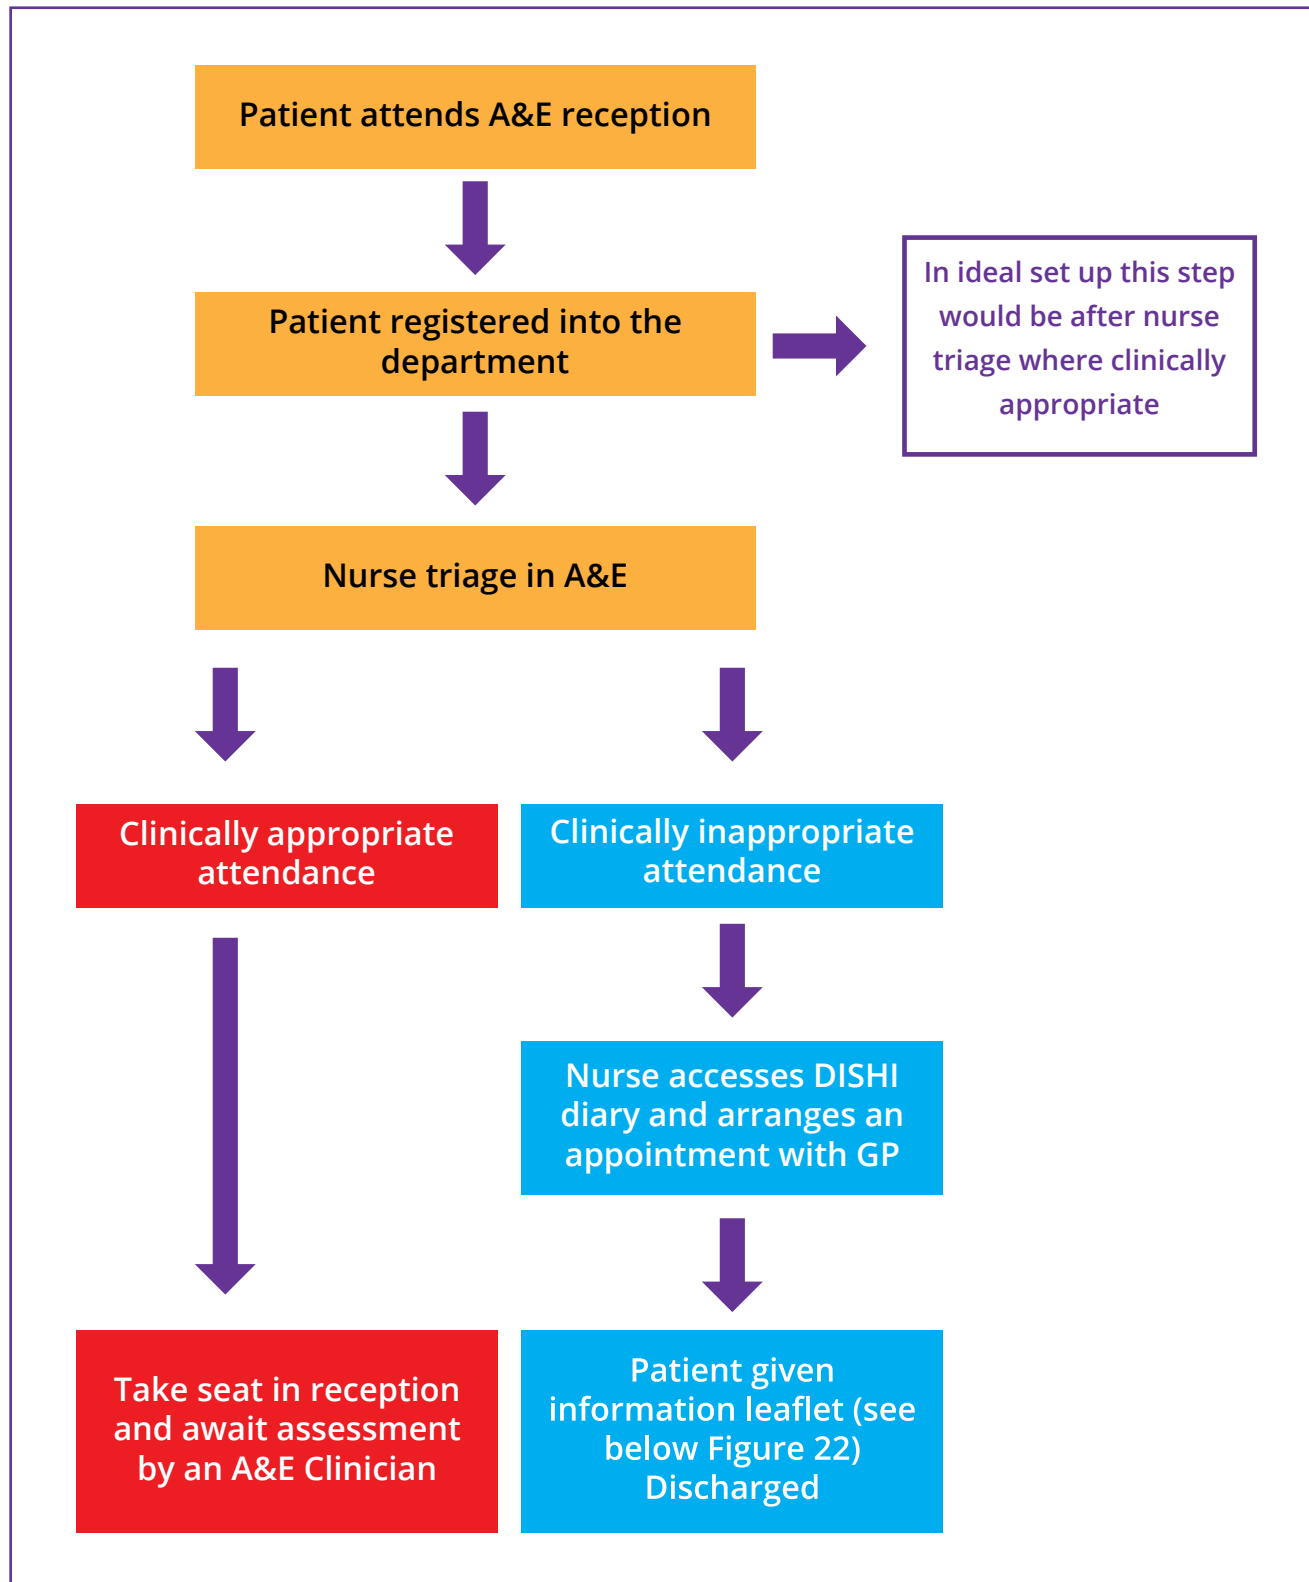 Patient attends A&E reception
Patient registered into the
department
In ideal set up this step
would be after nurse
triage where clinically
appropriate
Nurse triage in A&E
Clinically appropriate
attendance
Clinically inappropriate
attendance
Nurse accesses DISHI
diary and arranges an
appointment with GP
Take seat in reception
and await assessment
by an A&E Clinician
Patient given
information leaflet (see
below Figure 22)
Discharged